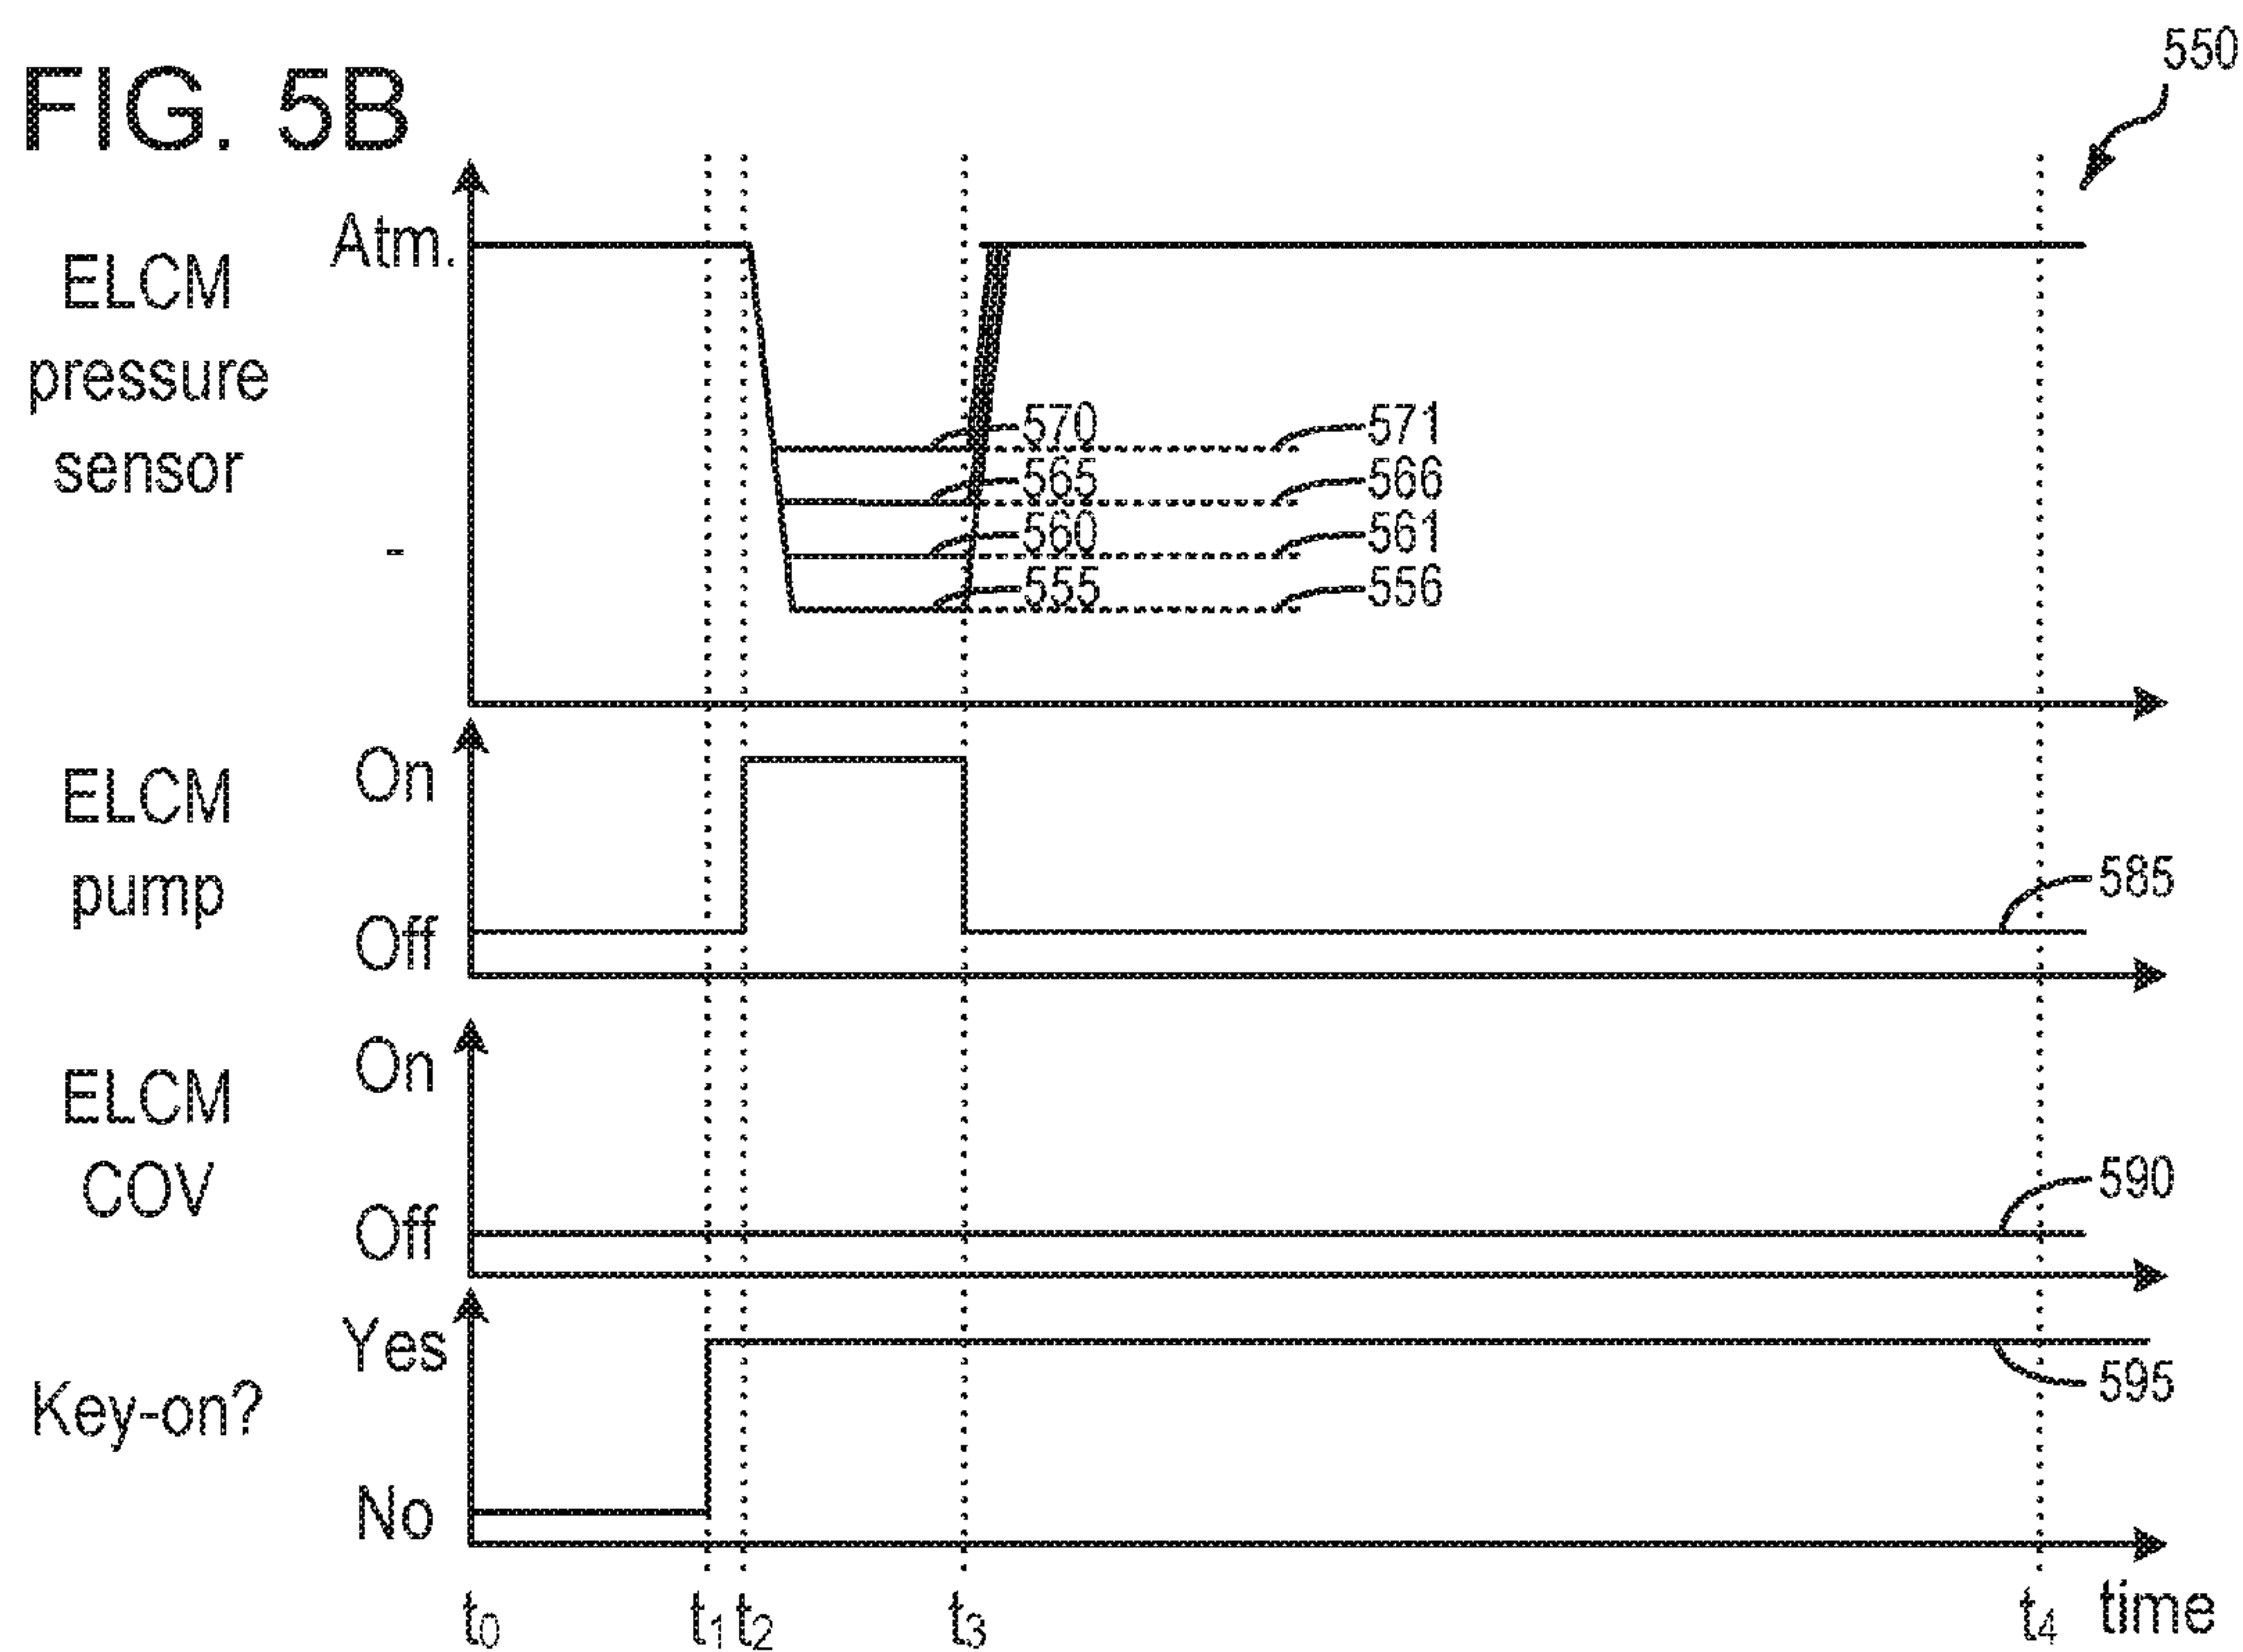 FIG. 5B
550
Atm.
ELCM
pressure
sensor
-
570
571
565
566
560
561
555
556
ELCM
pump
On
Off
585
ELCM
COV
On
Off
590
Key-on?
Yes
No
595
t0
t1
t2
t3
t4
time